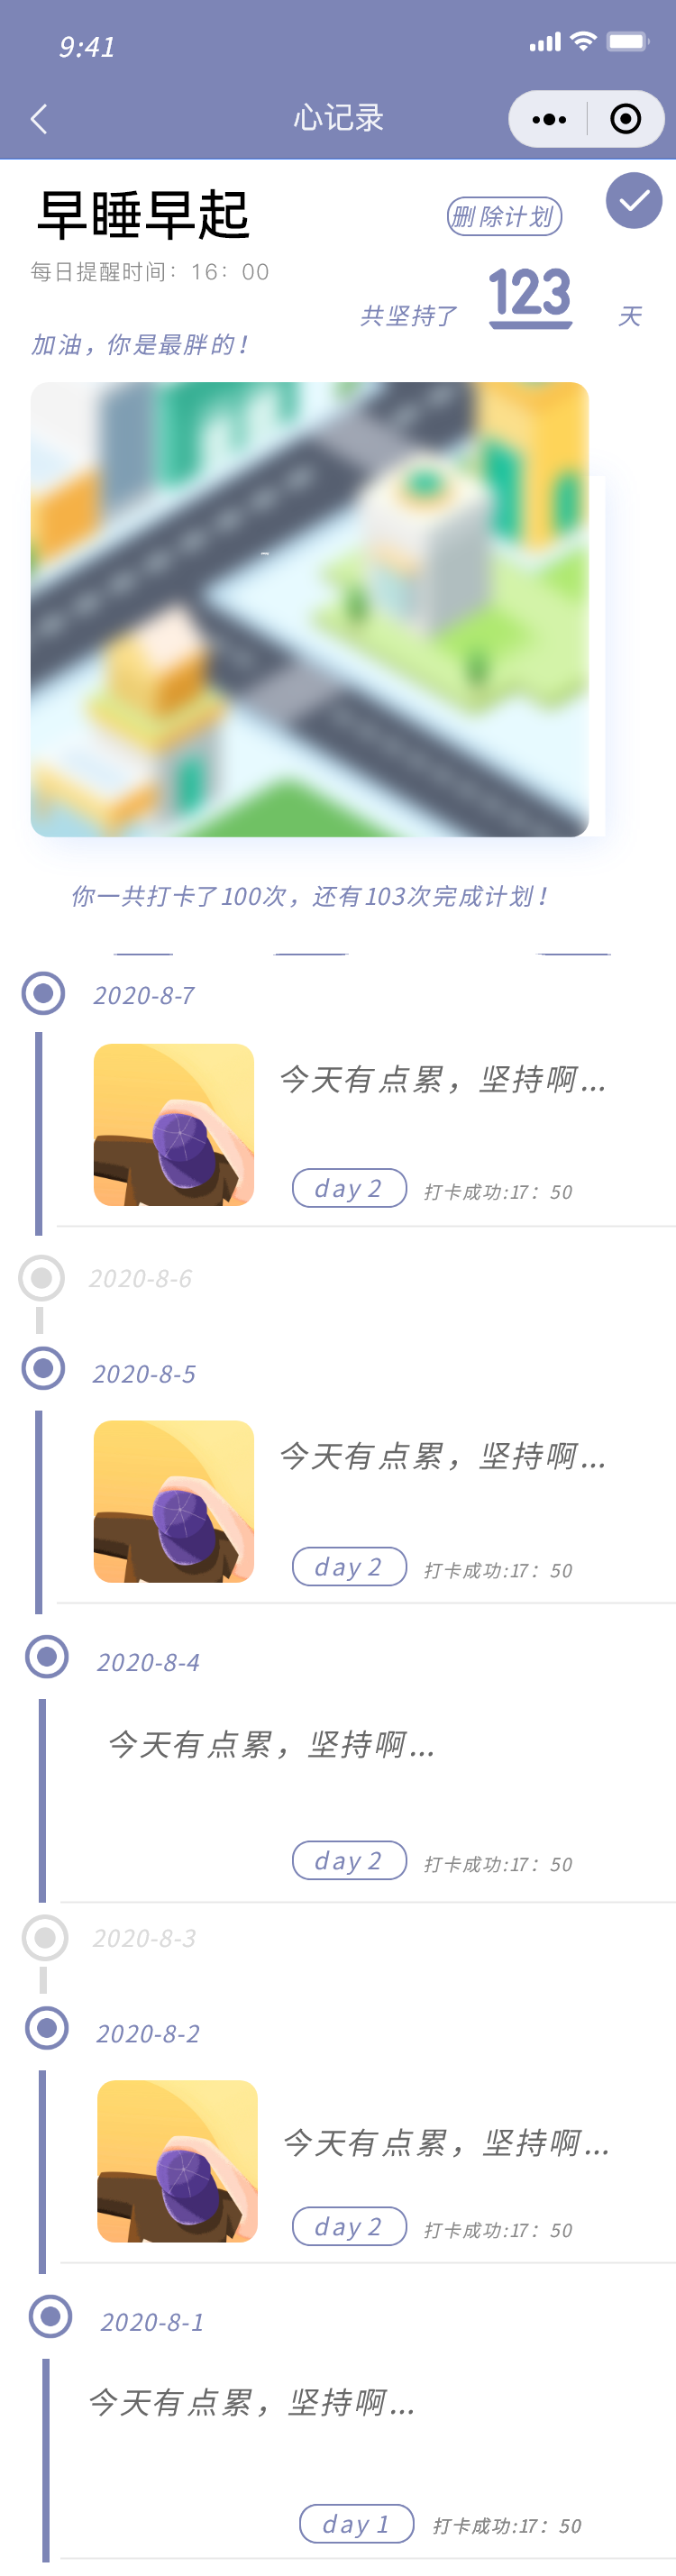 9:41
心记录
早睡早起
删除计划
每日提醒时间：16：00
共坚持了 123 天
加油，你是最胖的！
你一共打卡了100次，还有103次完成计划！
2020-8-7
今天有点累，坚持啊...
day 2 打卡成功:17：50
2020-8-6
2020-8-5
今天有点累，坚持啊...
day 2 打卡成功:17：50
2020-8-4
今天有点累，坚持啊...
day 2 打卡成功:17：50
2020-8-3
2020-8-2
今天有点累，坚持啊...
day 2 打卡成功:17：50
2020-8-1
今天有点累，坚持啊...
day 1 打卡成功:17：50